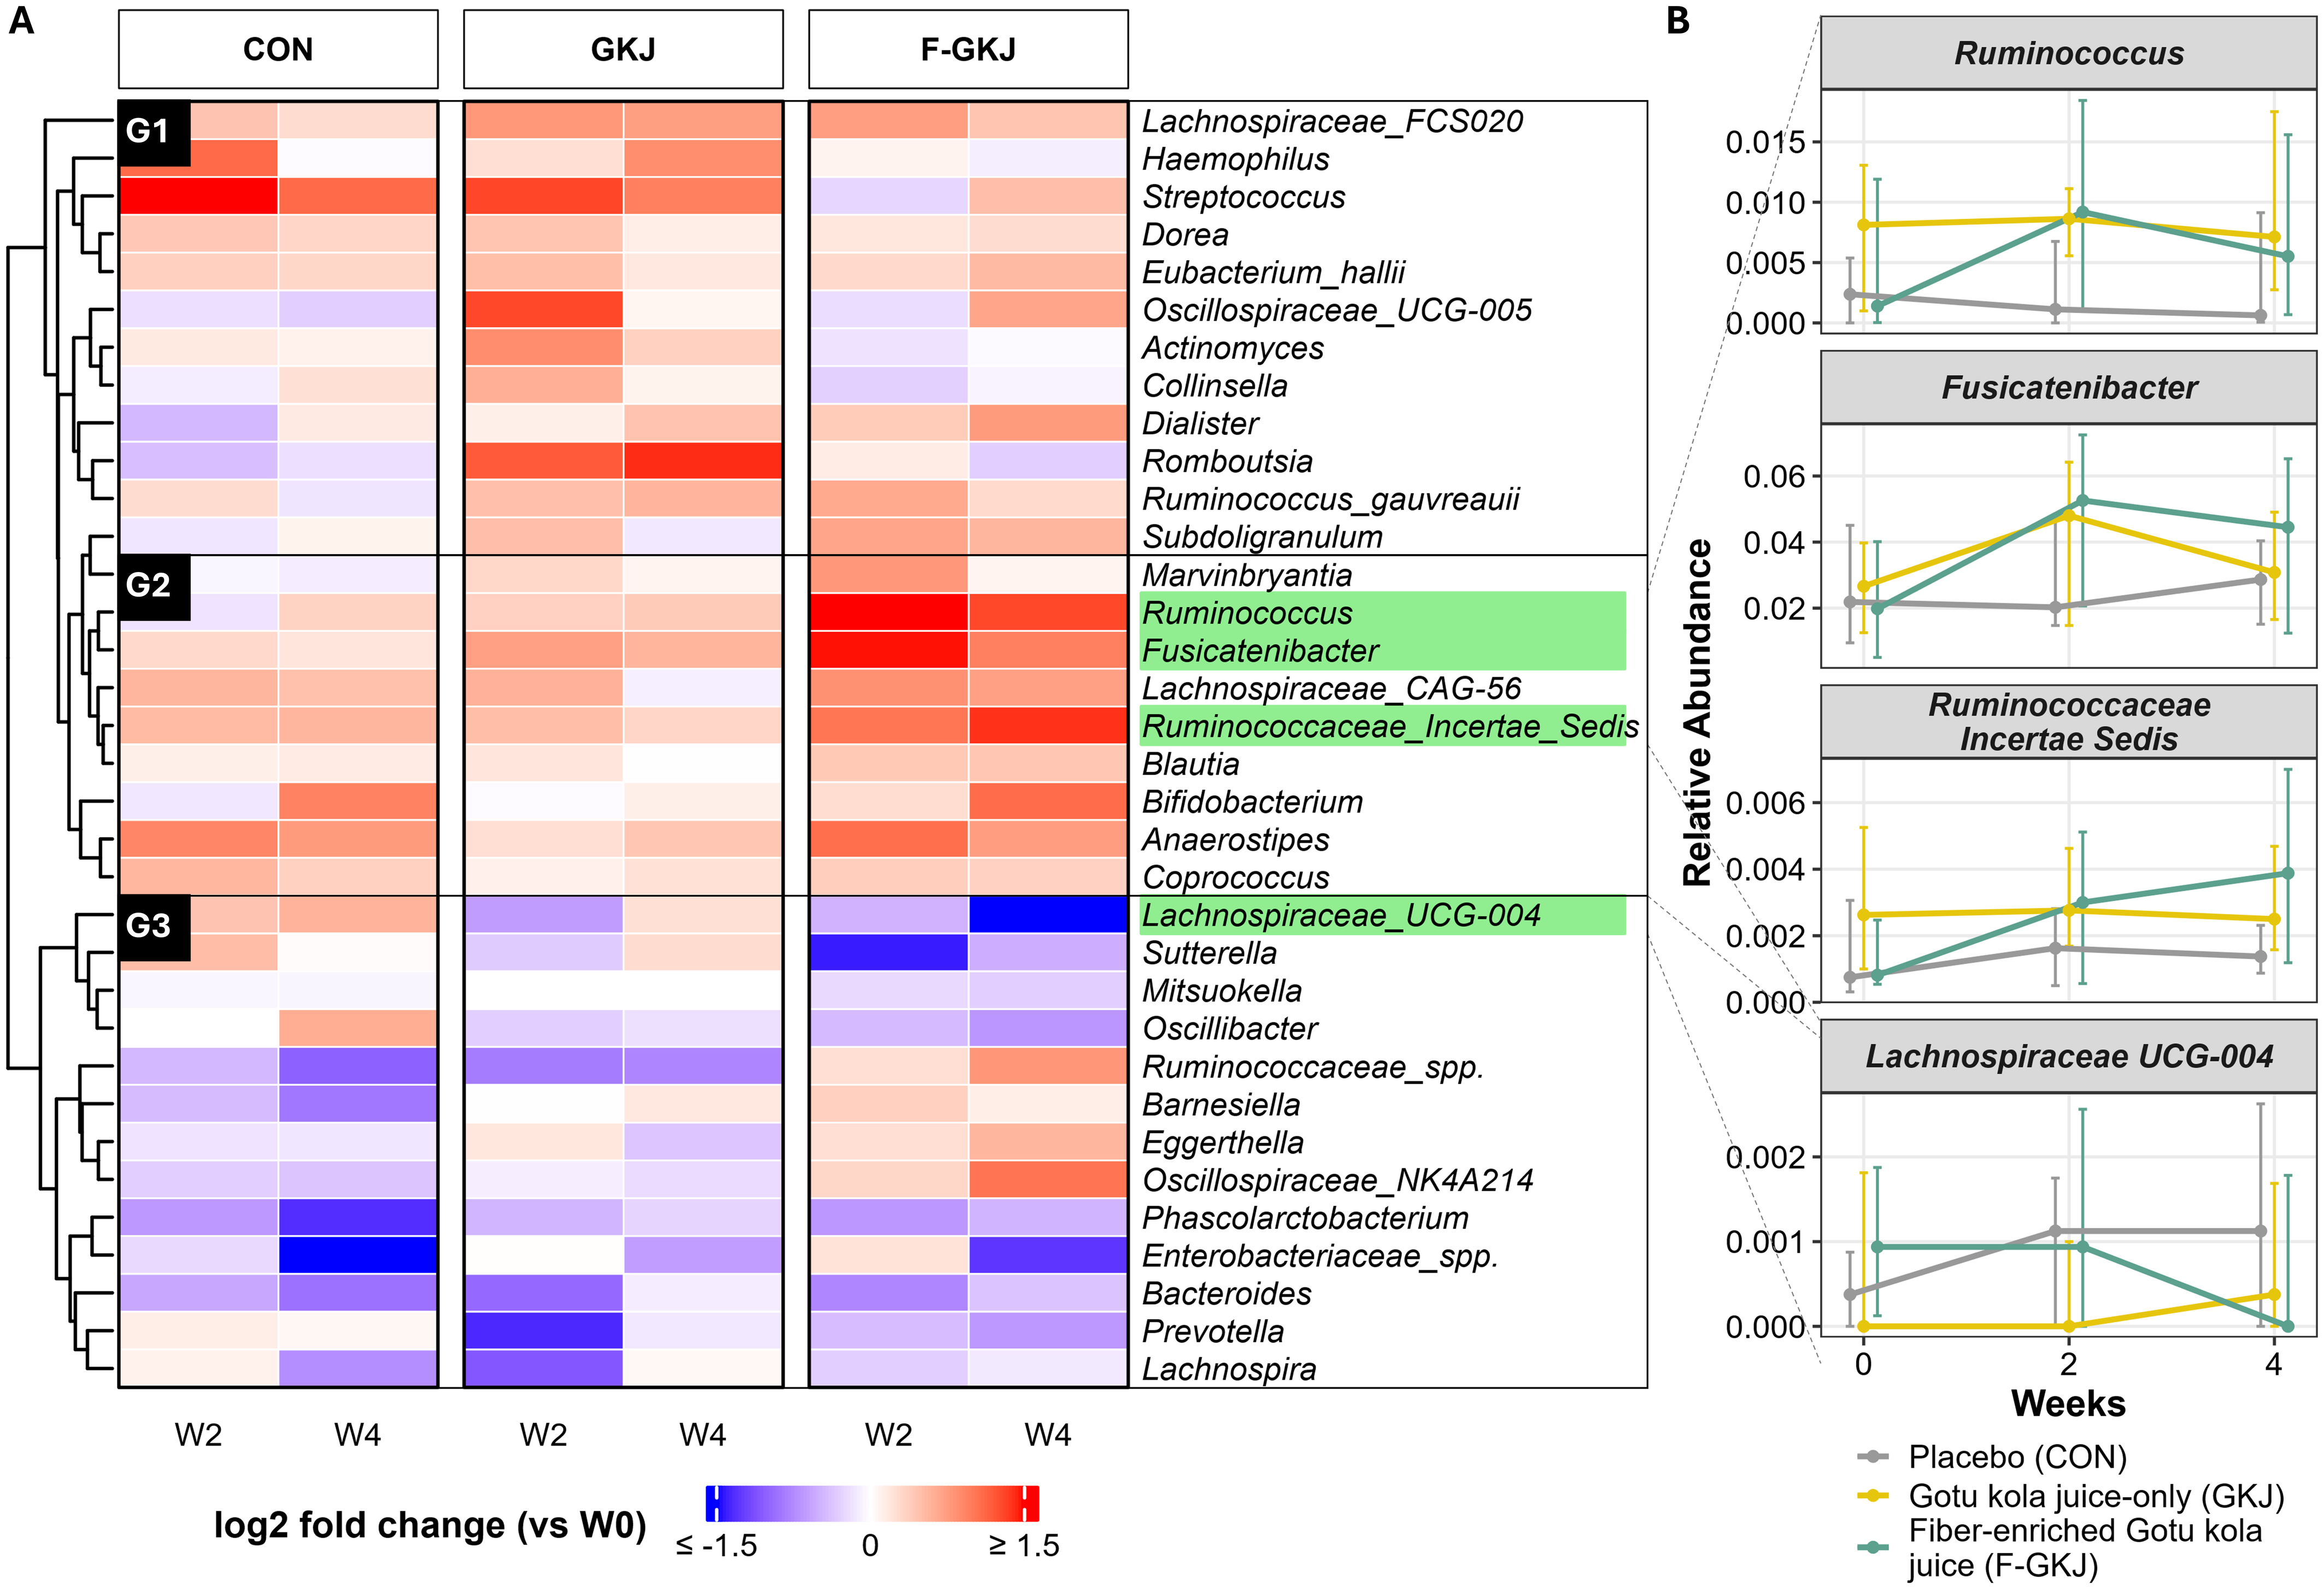 A
CON
GKJ
F-GKJ
G1
G2
G3
Lachnospiraceae_FCS020
Haemophilus
Streptococcus
Dorea
Eubacterium_hallii
Oscillospiraceae_UCG-005
Actinomyces
Collinsella
Dialister
Romboutsia
Ruminococcus_gauvreauii
Subdoligranulum
Marvinbryantia
Ruminococcus
Fusicatenibacter
Lachnospiraceae_CAG-56
Ruminococcaceae_Incertae_Sedis
Blautia
Bifidobacterium
Anaerostipes
Coprococcus
Lachnospiraceae_UCG-004
Sutterella
Mitsuokella
Oscillibacter
Ruminococcaceae_spp.
Barnesiella
Eggerthella
Oscillospiraceae_NK4A214
Phascolarctobacterium
Enterobacteriaceae_spp.
Bacteroides
Prevotella
Lachnospira
W2 W4 W2 W4 W2 W4
log2 fold change (vs W0)
≤ -1.5 0 ≥ 1.5
B
Relative Abundance
Ruminococcus
0.015
0.010
0.005
0.000
Fusicatenibacter
0.06
0.04
0.02
Ruminococcaceae
Incertae Sedis
0.006
0.004
0.002
0.000
Lachnospiraceae UCG-004
0.002
0.001
0.000
0 2 4
Weeks
Placebo (CON)
Gotu kola juice-only (GKJ)
Fiber-enriched Gotu kola
juice (F-GKJ)